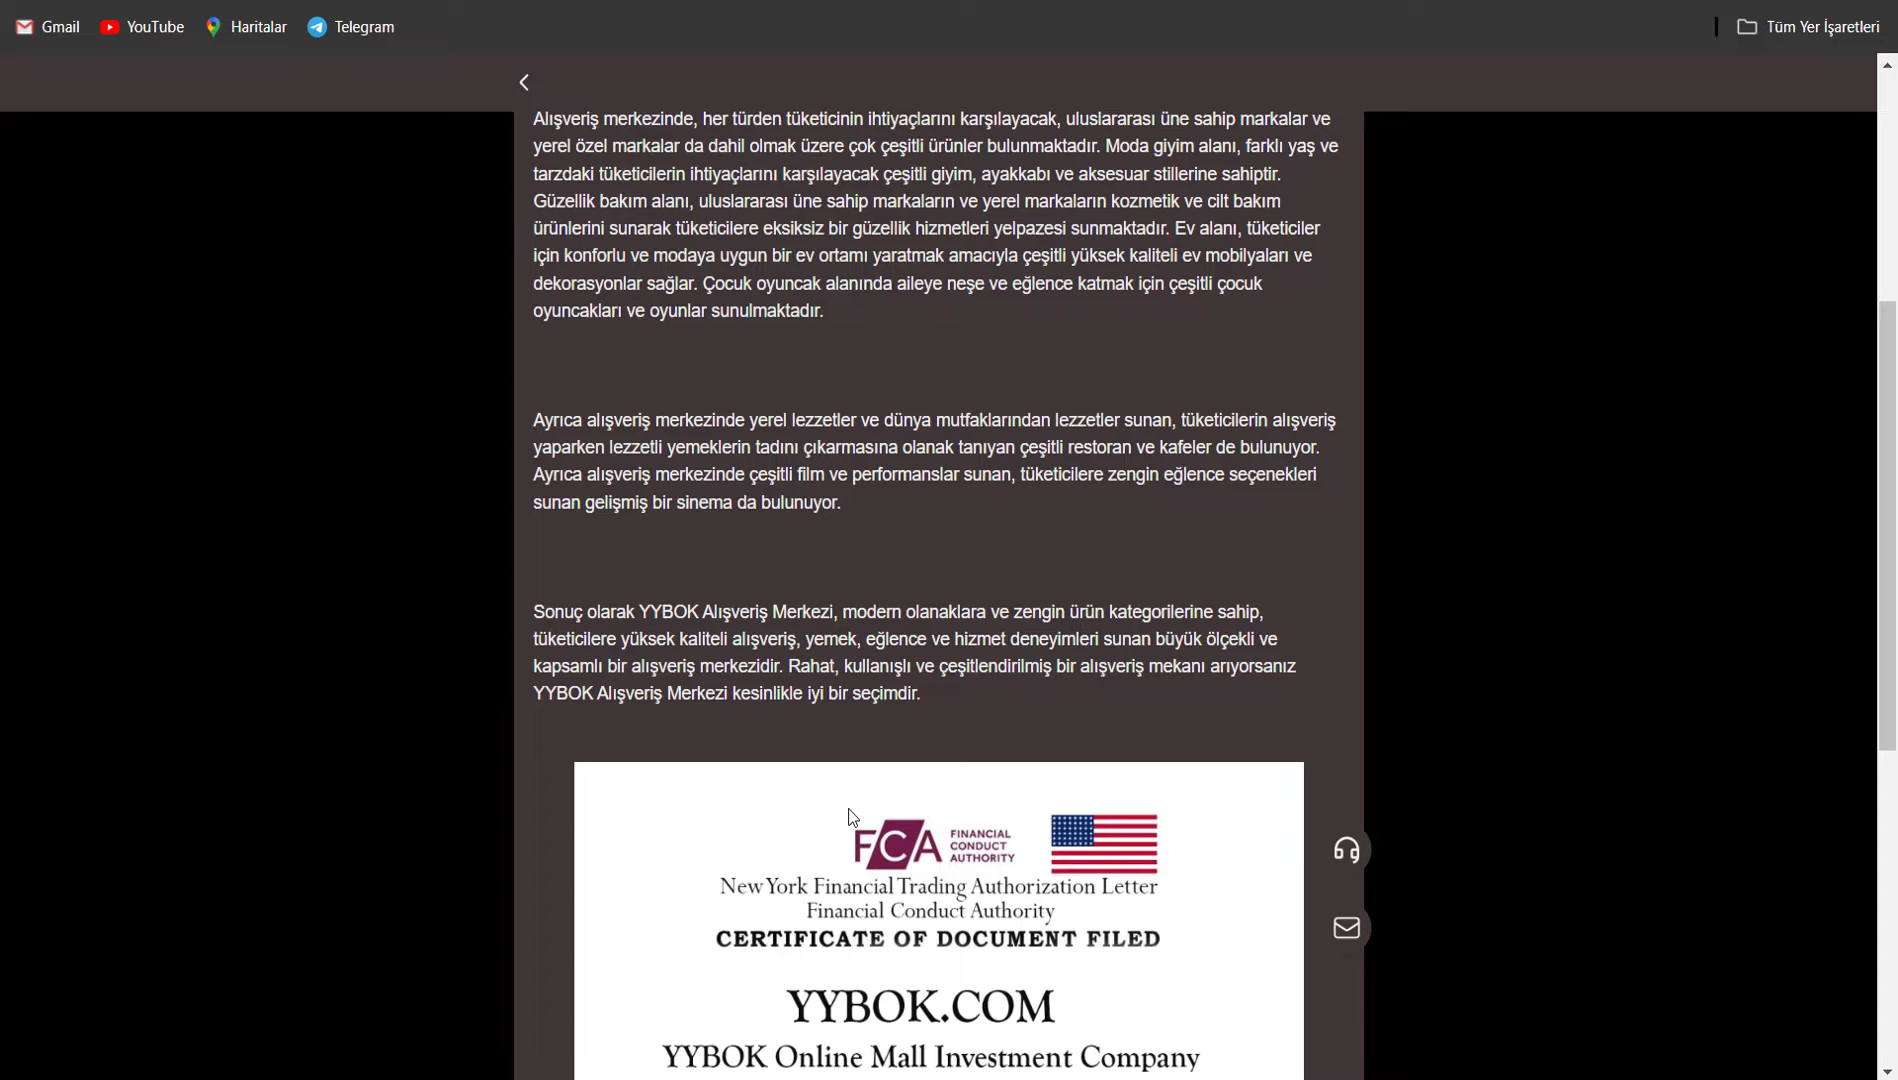 Gmail
YouTube
Haritalar
Telegram
Tüm Yer İşaretleri
Alışveriş merkezinde, her türden tüketicinin ihtiyaçlarını karşılayacak, uluslararası üne sahip markalar ve
yerel özel markalar da dahil olmak üzere çok çeşitli ürünler bulunmaktadır. Moda giyim alanı, farklı yaş ve
tarzdaki tüketicilerin ihtiyaçlarını karşılayacak çeşitli giyim, ayakkabı ve aksesuar stillerine sahiptir.
Güzellik bakım alanı, uluslararası üne sahip markaların ve yerel markaların kozmetik ve cilt bakım
ürünlerini sunarak tüketicilere eksiksiz bir güzellik hizmetleri yelpazesi sunmaktadır. Ev alanı, tüketiciler
için konforlu ve modaya uygun bir ev ortamı yaratmak amacıyla çeşitli yüksek kaliteli ev mobilyaları ve
dekorasyonlar sağlar. Çocuk oyuncak alanında aileye neşe ve eğlence katmak için çeşitli çocuk
oyuncakları ve oyunlar sunulmaktadır.
Ayrıca alışveriş merkezinde yerel lezzetler ve dünya mutfaklarından lezzetler sunan, tüketicilerin alışveriş
yaparken lezzetli yemeklerin tadını çıkarmasına olanak tanıyan çeşitli restoran ve kafeler de bulunuyor.
Ayrıca alışveriş merkezinde çeşitli film ve performanslar sunan, tüketicilere zengin eğlence seçenekleri
sunan gelişmiş bir sinema da bulunuyor.
Sonuç olarak YYBOK Alışveriş Merkezi, modern olanaklara ve zengin ürün kategorilerine sahip,
tüketicilere yüksek kaliteli alışveriş, yemek, eğlence ve hizmet deneyimleri sunan büyük ölçekli ve
kapsamlı bir alışveriş merkezidir. Rahat, kullanışlı ve çeşitlendirilmiş bir alışveriş mekanı arıyorsanız
YYBOK Alışveriş Merkezi kesinlikle iyi bir seçimdir.
FCA
FINANCIAL
CONDUCT
AUTHORITY
New York Financial Trading Authorization Letter
Financial Conduct Authority
CERTIFICATE OF DOCUMENT FILED
YYBOK.COM
YYBOK Online Mall Investment Company